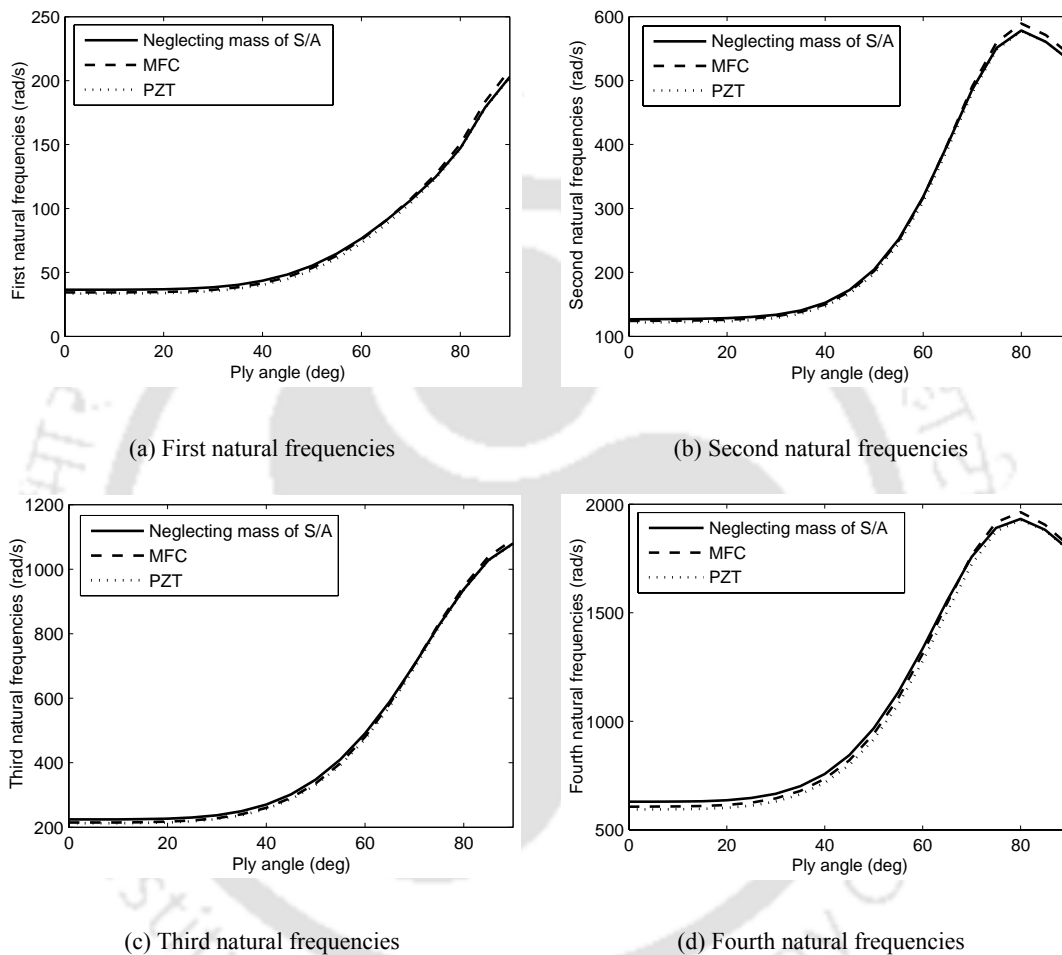 250
200
150
100
50
0
First natural frequencies (rad/s)
Neglecting mass of S/A
MFC
PZT
0 20 40 60 80
Ply angle (deg)
(a) First natural frequencies
600
500
400
300
200
100
Second natural frequencies (rad/s)
Neglecting mass of S/A
MFC
PZT
0 20 40 60 80
Ply angle (deg)
(b) Second natural frequencies
1200
1000
800
600
400
200
Third natural frequencies (rad/s)
Neglecting mass of S/A
MFC
PZT
0 20 40 60 80
Ply angle (deg)
(c) Third natural frequencies
2000
1500
1000
500
Fourth natural frequencies (rad/s)
Neglecting mass of S/A
MFC
PZT
0 20 40 60 80
Ply angle (deg)
(d) Fourth natural frequencies